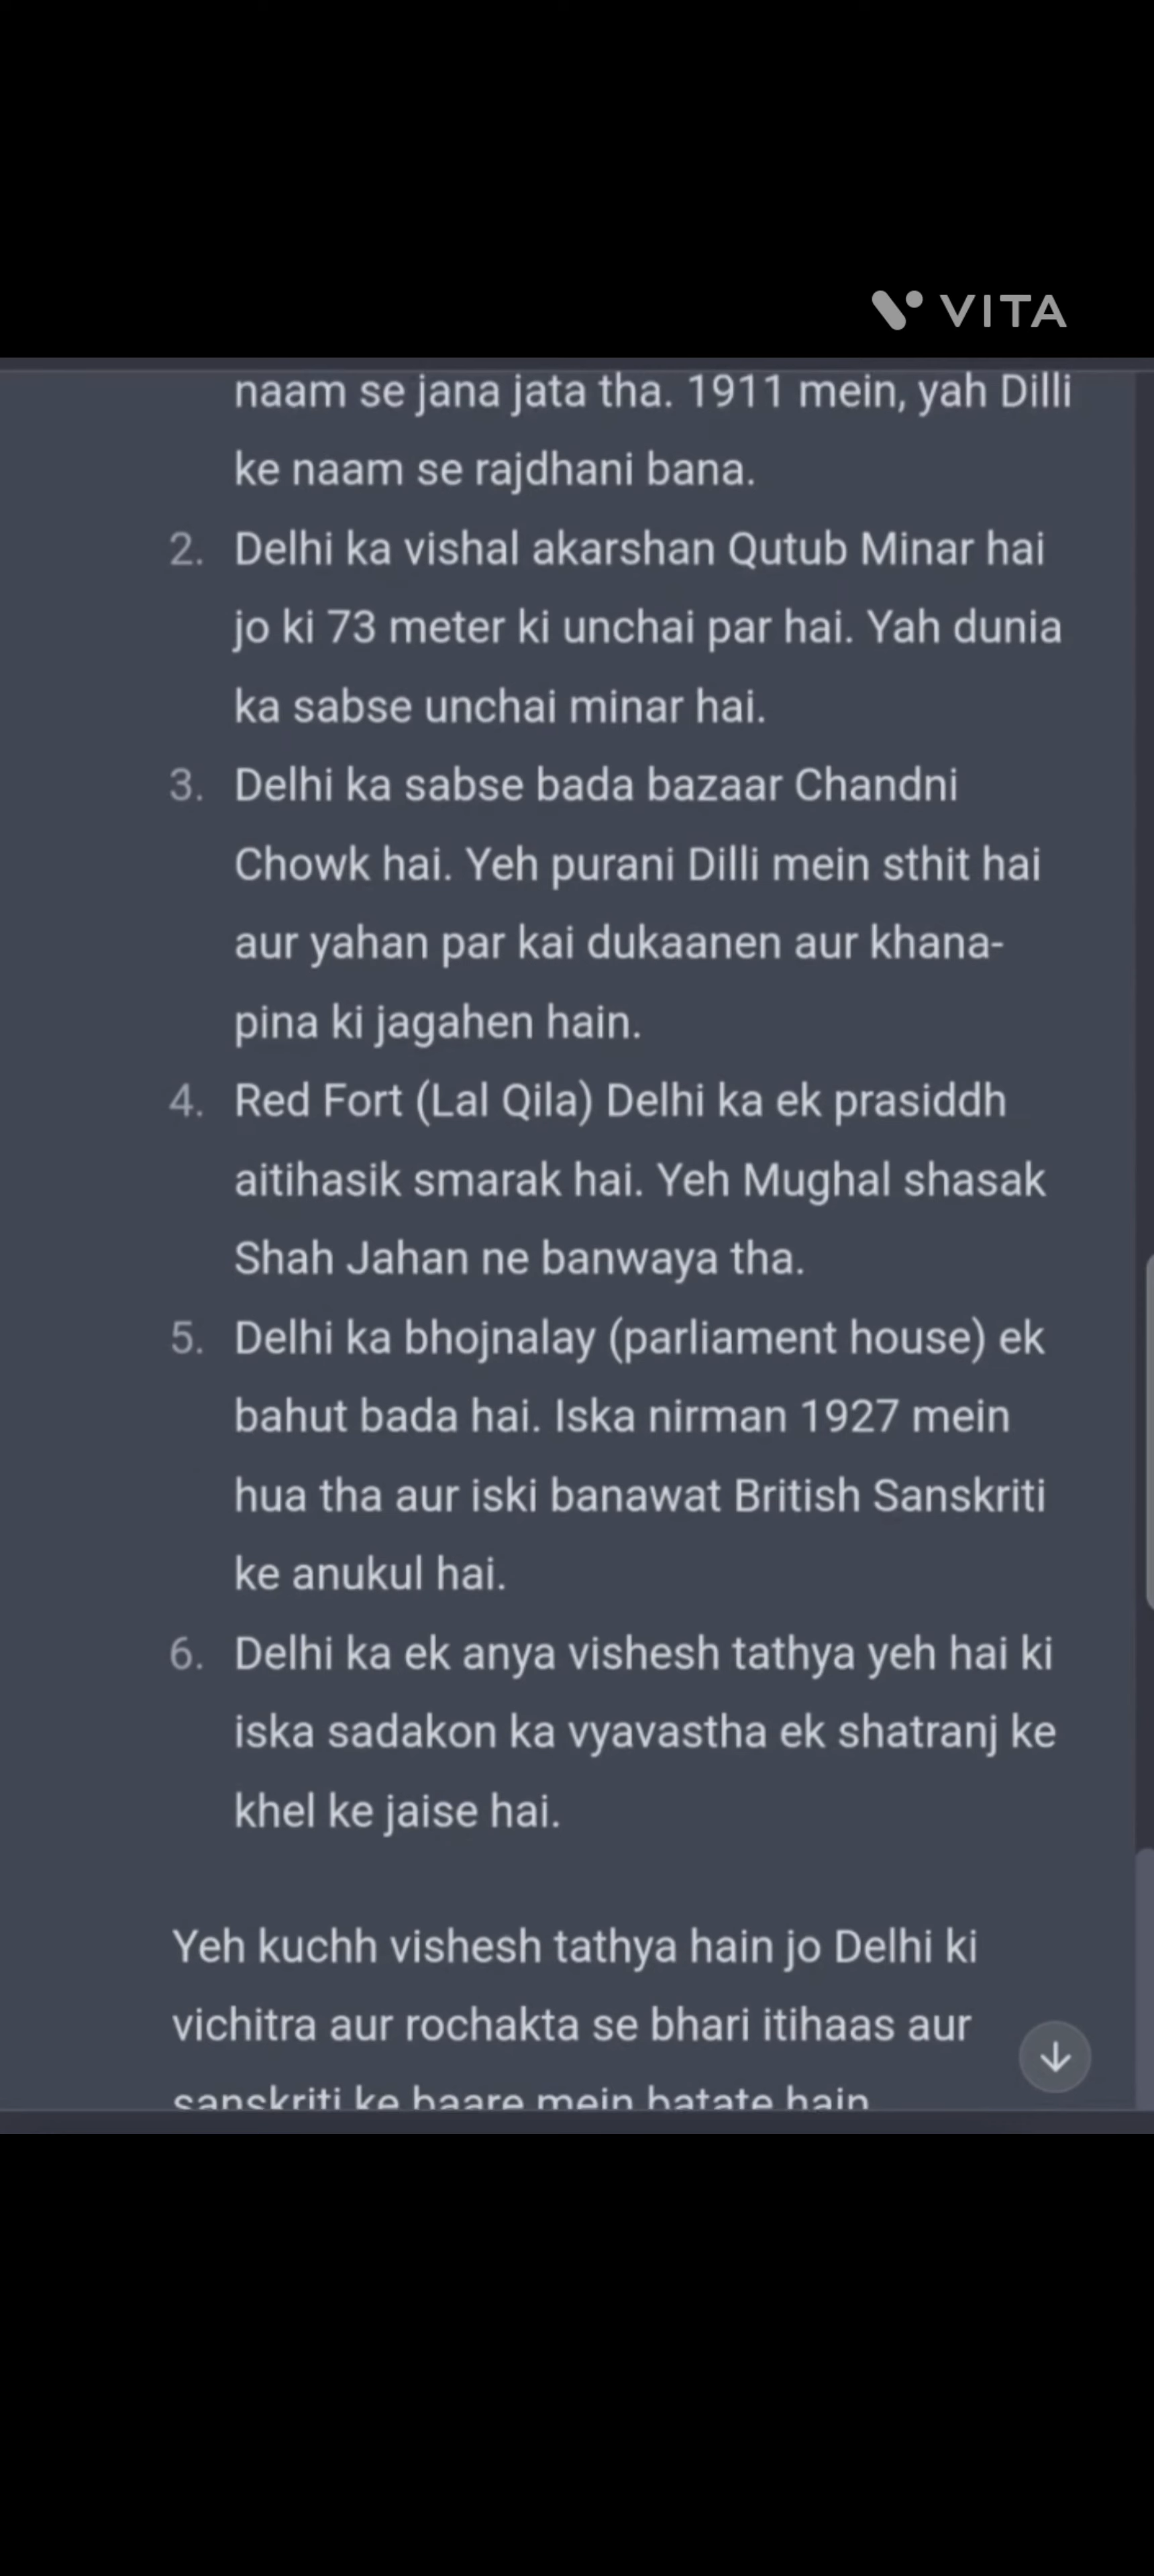 VITA
naam se jana jata tha. 1911 mein, yah Dilli
ke naam se rajdhani bana.
2. Delhi ka vishal akarshan Qutub Minar hai
jo ki 73 meter ki unchai par hai. Yah dunia
ka sabse unchai minar hai.
3. Delhi ka sabse bada bazaar Chandni
Chowk hai. Yeh purani Dilli mein sthit hai
aur yahan par kai dukaanen aur khana-
pina ki jagahen hain.
4. Red Fort (Lal Qila) Delhi ka ek prasiddh
aitihasik smarak hai. Yeh Mughal shasak
Shah Jahan ne banwaya tha.
5. Delhi ka bhojnalay (parliament house) ek
bahut bada hai. Iska nirman 1927 mein
hua tha aur iski banawat British Sanskriti
ke anukul hai.
6. Delhi ka ek anya vishesh tathya yeh hai ki
iska sadakon ka vyavastha ek shatranj ke
khel ke jaise hai.
Yeh kuchh vishesh tathya hain jo Delhi ki
vichitra aur rochakta se bhari itihaas aur
sanskriti ke baare mein batate hain